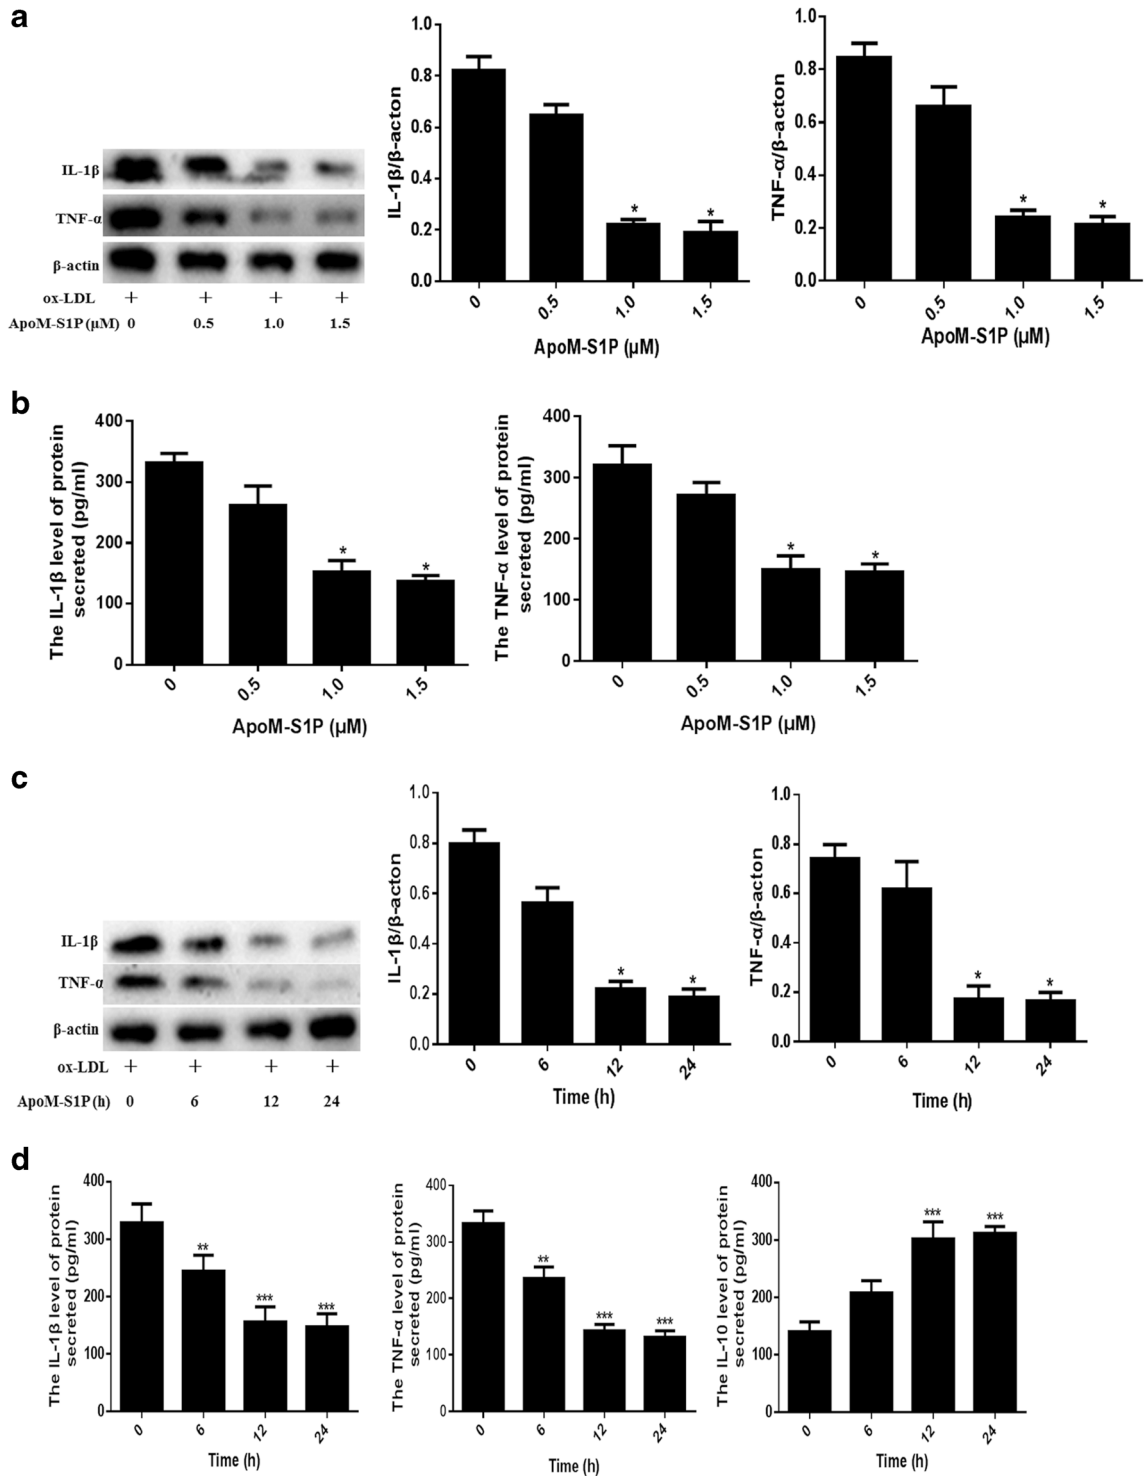 a
IL-1β
TNF-α
β-actin
ox-LDL + + + +
ApoM-S1P (μM) 0 0.5 1.0 1.5
IL-1β/β-acton
1.0
0.8
0.6
0.4
0.2
0.0
* *
0 0.5 1.0 1.5
ApoM-S1P (μM)
TNF-α/β-acton
1.0
0.8
0.6
0.4
0.2
0.0
* *
0 0.5 1.0 1.5
ApoM-S1P (μM)
b
The IL-1β level of protein
secreted (pg/ml)
400
300
200
100
0
* *
0 0.5 1.0 1.5
ApoM-S1P (μM)
The TNF-α level of protein
secreted (pg/ml)
400
300
200
100
0
* *
0 0.5 1.0 1.5
ApoM-S1P (μM)
c
IL-1β
TNF-α
β-actin
ox-LDL + + + +
ApoM-S1P (h) 0 6 12 24
IL-1β/β-acton
1.0
0.8
0.6
0.4
0.2
0.0
* *
0 6 12 24
Time (h)
TNF-α/β-acton
1.0
0.8
0.6
0.4
0.2
0.0
* *
0 6 12 24
Time (h)
d
The IL-1β level of protein
secreted (pg/ml)
400
300
200
100
0
** *** ***
0 6 12 24
Time (h)
The TNF-α level of protein
secreted (pg/ml)
400
300
200
100
0
** *** ***
0 6 12 24
Time (h)
The IL-10 level of protein
secreted (pg/ml)
400
300
200
100
0
*** ***
0 6 12 24
Time (h)